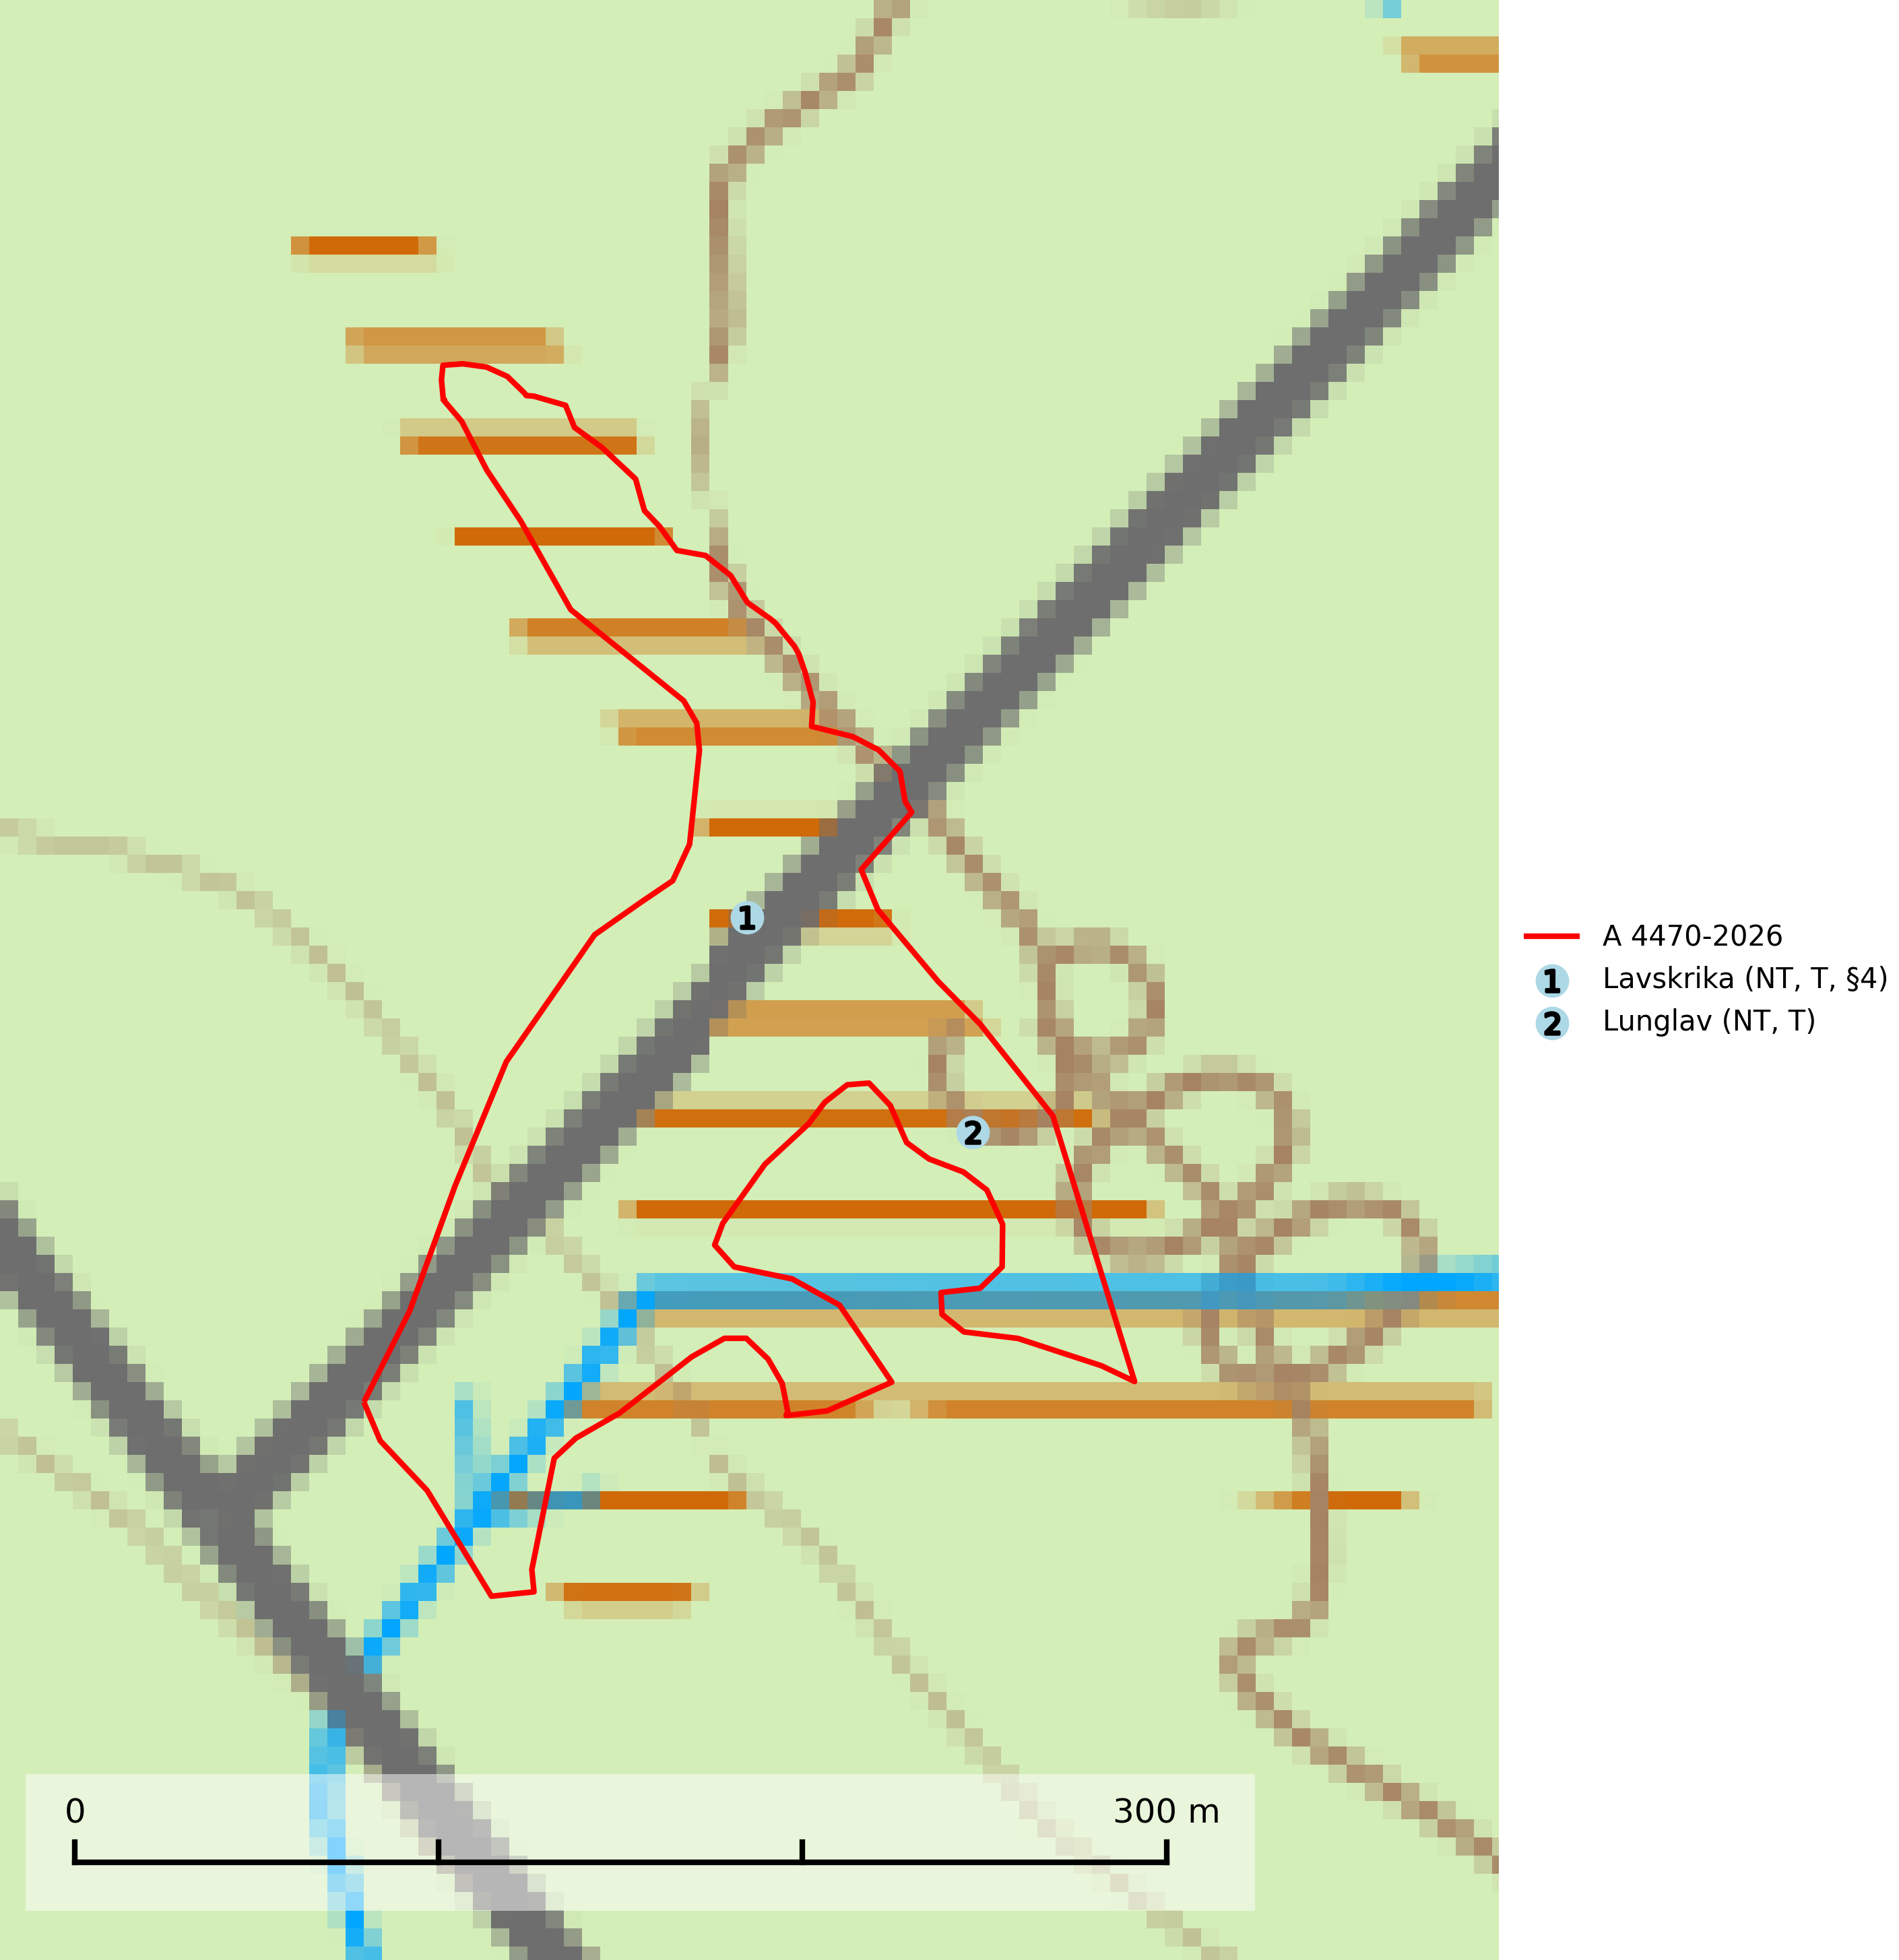 1
2
A 4470-2026
1 Lavskrika (NT, T, §4)
2 Lunglav (NT, T)
0 300 m